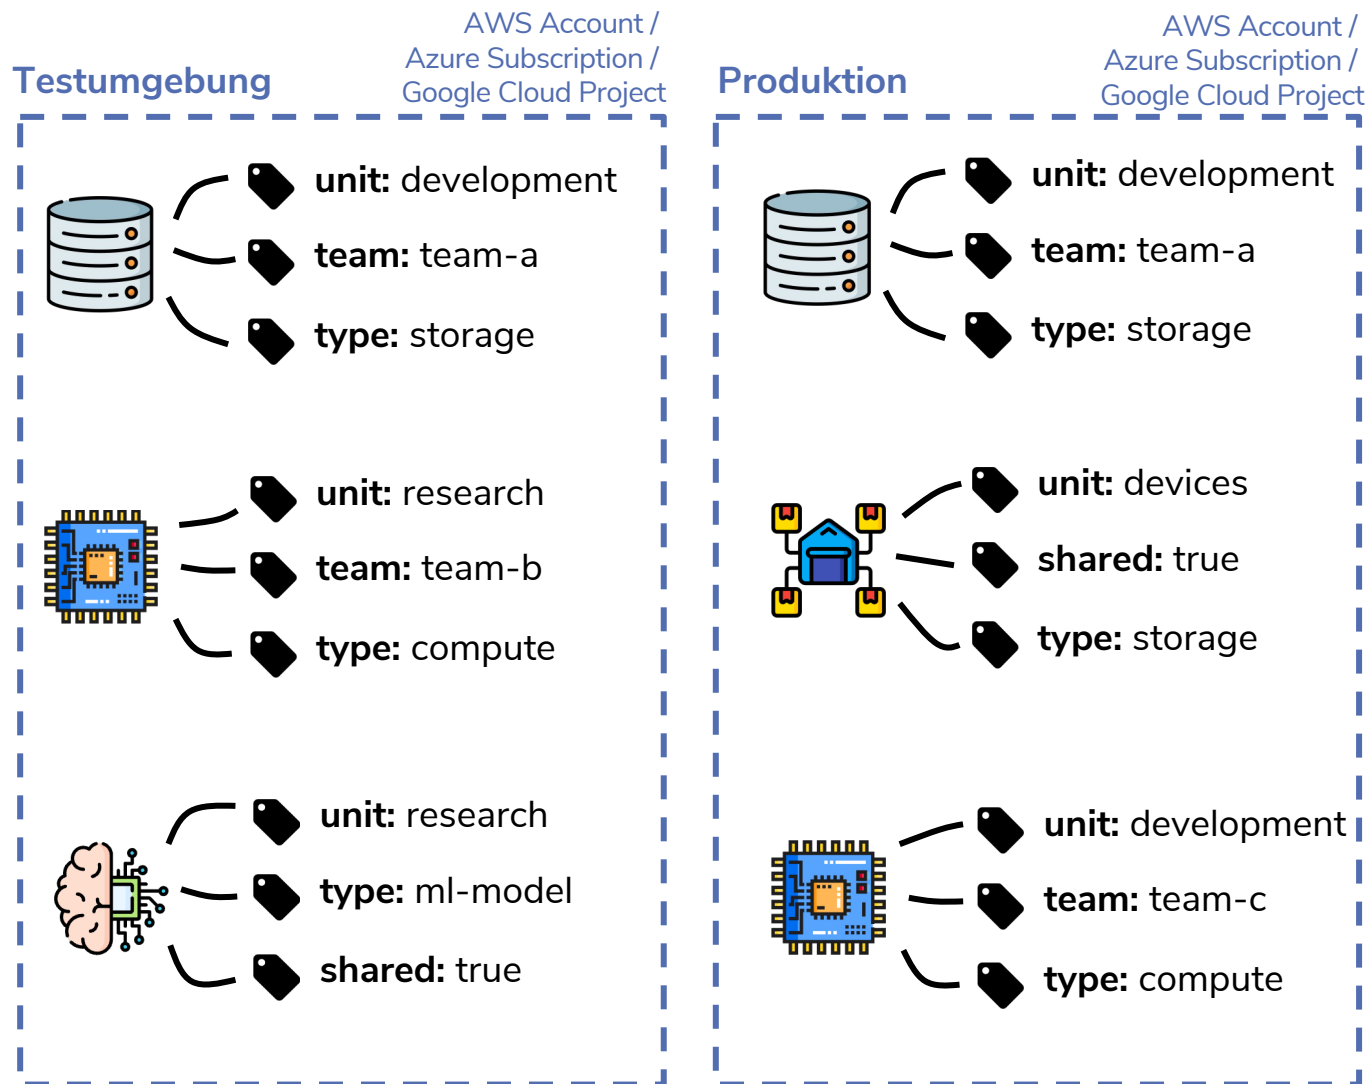 Testumgebung
AWS Account /
Azure Subscription /
Google Cloud Project
unit: development
team: team-a
type: storage
unit: research
team: team-b
type: compute
unit: research
type: ml-model
shared: true
Produktion
AWS Account /
Azure Subscription /
Google Cloud Project
unit: development
team: team-a
type: storage
unit: devices
shared: true
type: storage
unit: development
team: team-c
type: compute